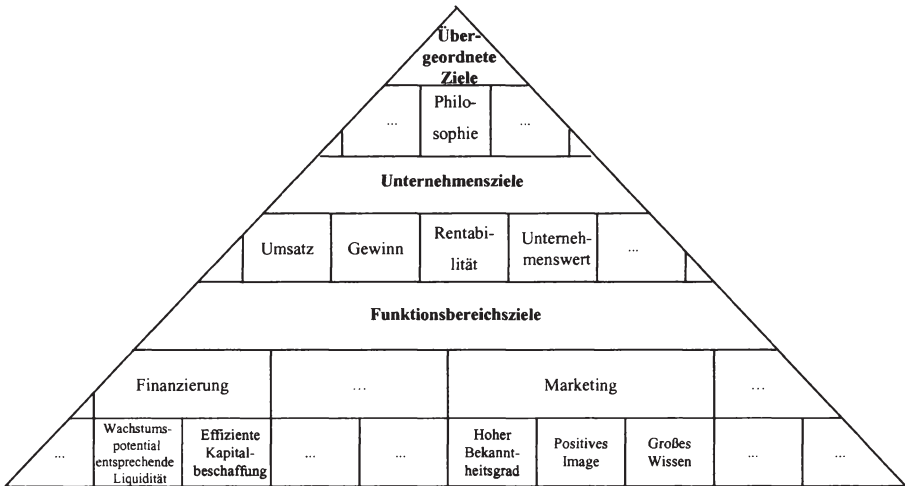 Über-
geordnete
Ziele
...
Philo-
sophie
...
Unternehmensziele
Umsatz
Gewinn
Rentabi-
lität
Unterneh-
menswert
...
Funktionsbereichsziele
Finanzierung
...
Marketing
...
...
Wachstums-
potential
entsprechende
Liquidität
Effiziente
Kapital-
beschaffung
...
...
Hoher
Bekannt-
heitsgrad
Positives
Image
Großes
Wissen
...
...